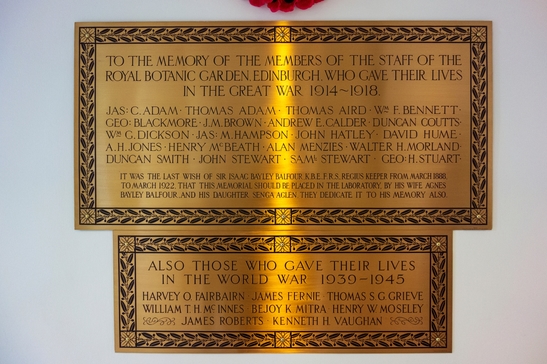 TO THE MEMORY OF THE MEMBERS OF THE STAFF OF THE
ROYAL BOTANIC GARDEN, EDINBURGH, WHO GAVE THEIR LIVES
IN THE GREAT WAR 1914~1918.
JAS: C. ADAM · THOMAS ADAM · THOMAS AIRD · Wᴹ F. BENNETT ·
GEO: BLACKMORE · J. M. BROWN · ANDREW E. CALDER · DUNCAN COUTTS ·
Wᴹ G. DICKSON · JAS: M. HAMPSON · JOHN HATLEY · DAVID HUME ·
A. H. JONES · HENRY McBEATH · ALAN MENZIES · WALTER H. MORLAND
DUNCAN SMITH · JOHN STEWART · SAMᴸ STEWART · GEO: H. STUART ·
IT WAS THE LAST WISH OF SIR ISAAC BAYLEY BALFOUR K.B.E. F.R.S. REGIUS KEEPER FROM MARCH 1888,
TO MARCH 1922, THAT THIS MEMORIAL SHOULD BE PLACED IN THE LABORATORY, BY HIS WIFE AGNES
BAYLEY BALFOUR AND HIS DAUGHTER SENGA AGLEN THEY DEDICATE IT TO HIS MEMORY ALSO.
ALSO THOSE WHO GAVE THEIR LIVES
IN THE WORLD WAR 1939-1945
HARVEY O. FAIRBAIRN · JAMES FERNIE · THOMAS S. G. GRIEVE
WILLIAM T. H. McINNES · BEJOY K. MITRA · HENRY W. MOSELEY
JAMES ROBERTS · KENNETH H. VAUGHAN